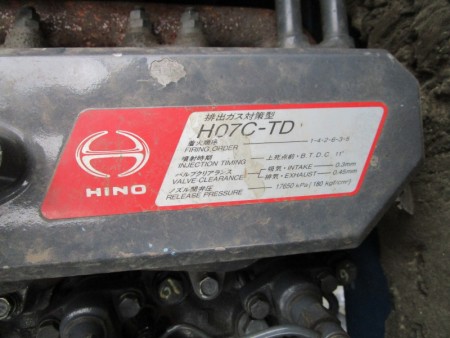 排出ガス対策型
H07C-TD
着火順序
FIRING ORDER 1-4-2-6-3-5
噴射時期
INJECTION TIMING 上死点前・B.T.D.C. 11°
バルブクリアランス 吸気・INTAKE 0.3mm
VALVE CLEARANCE 排気・EXHAUST 0.45mm
ノズル開弁圧
RELEASE PRESSURE 17650 kPa{180 kgf/cm²}
HINO